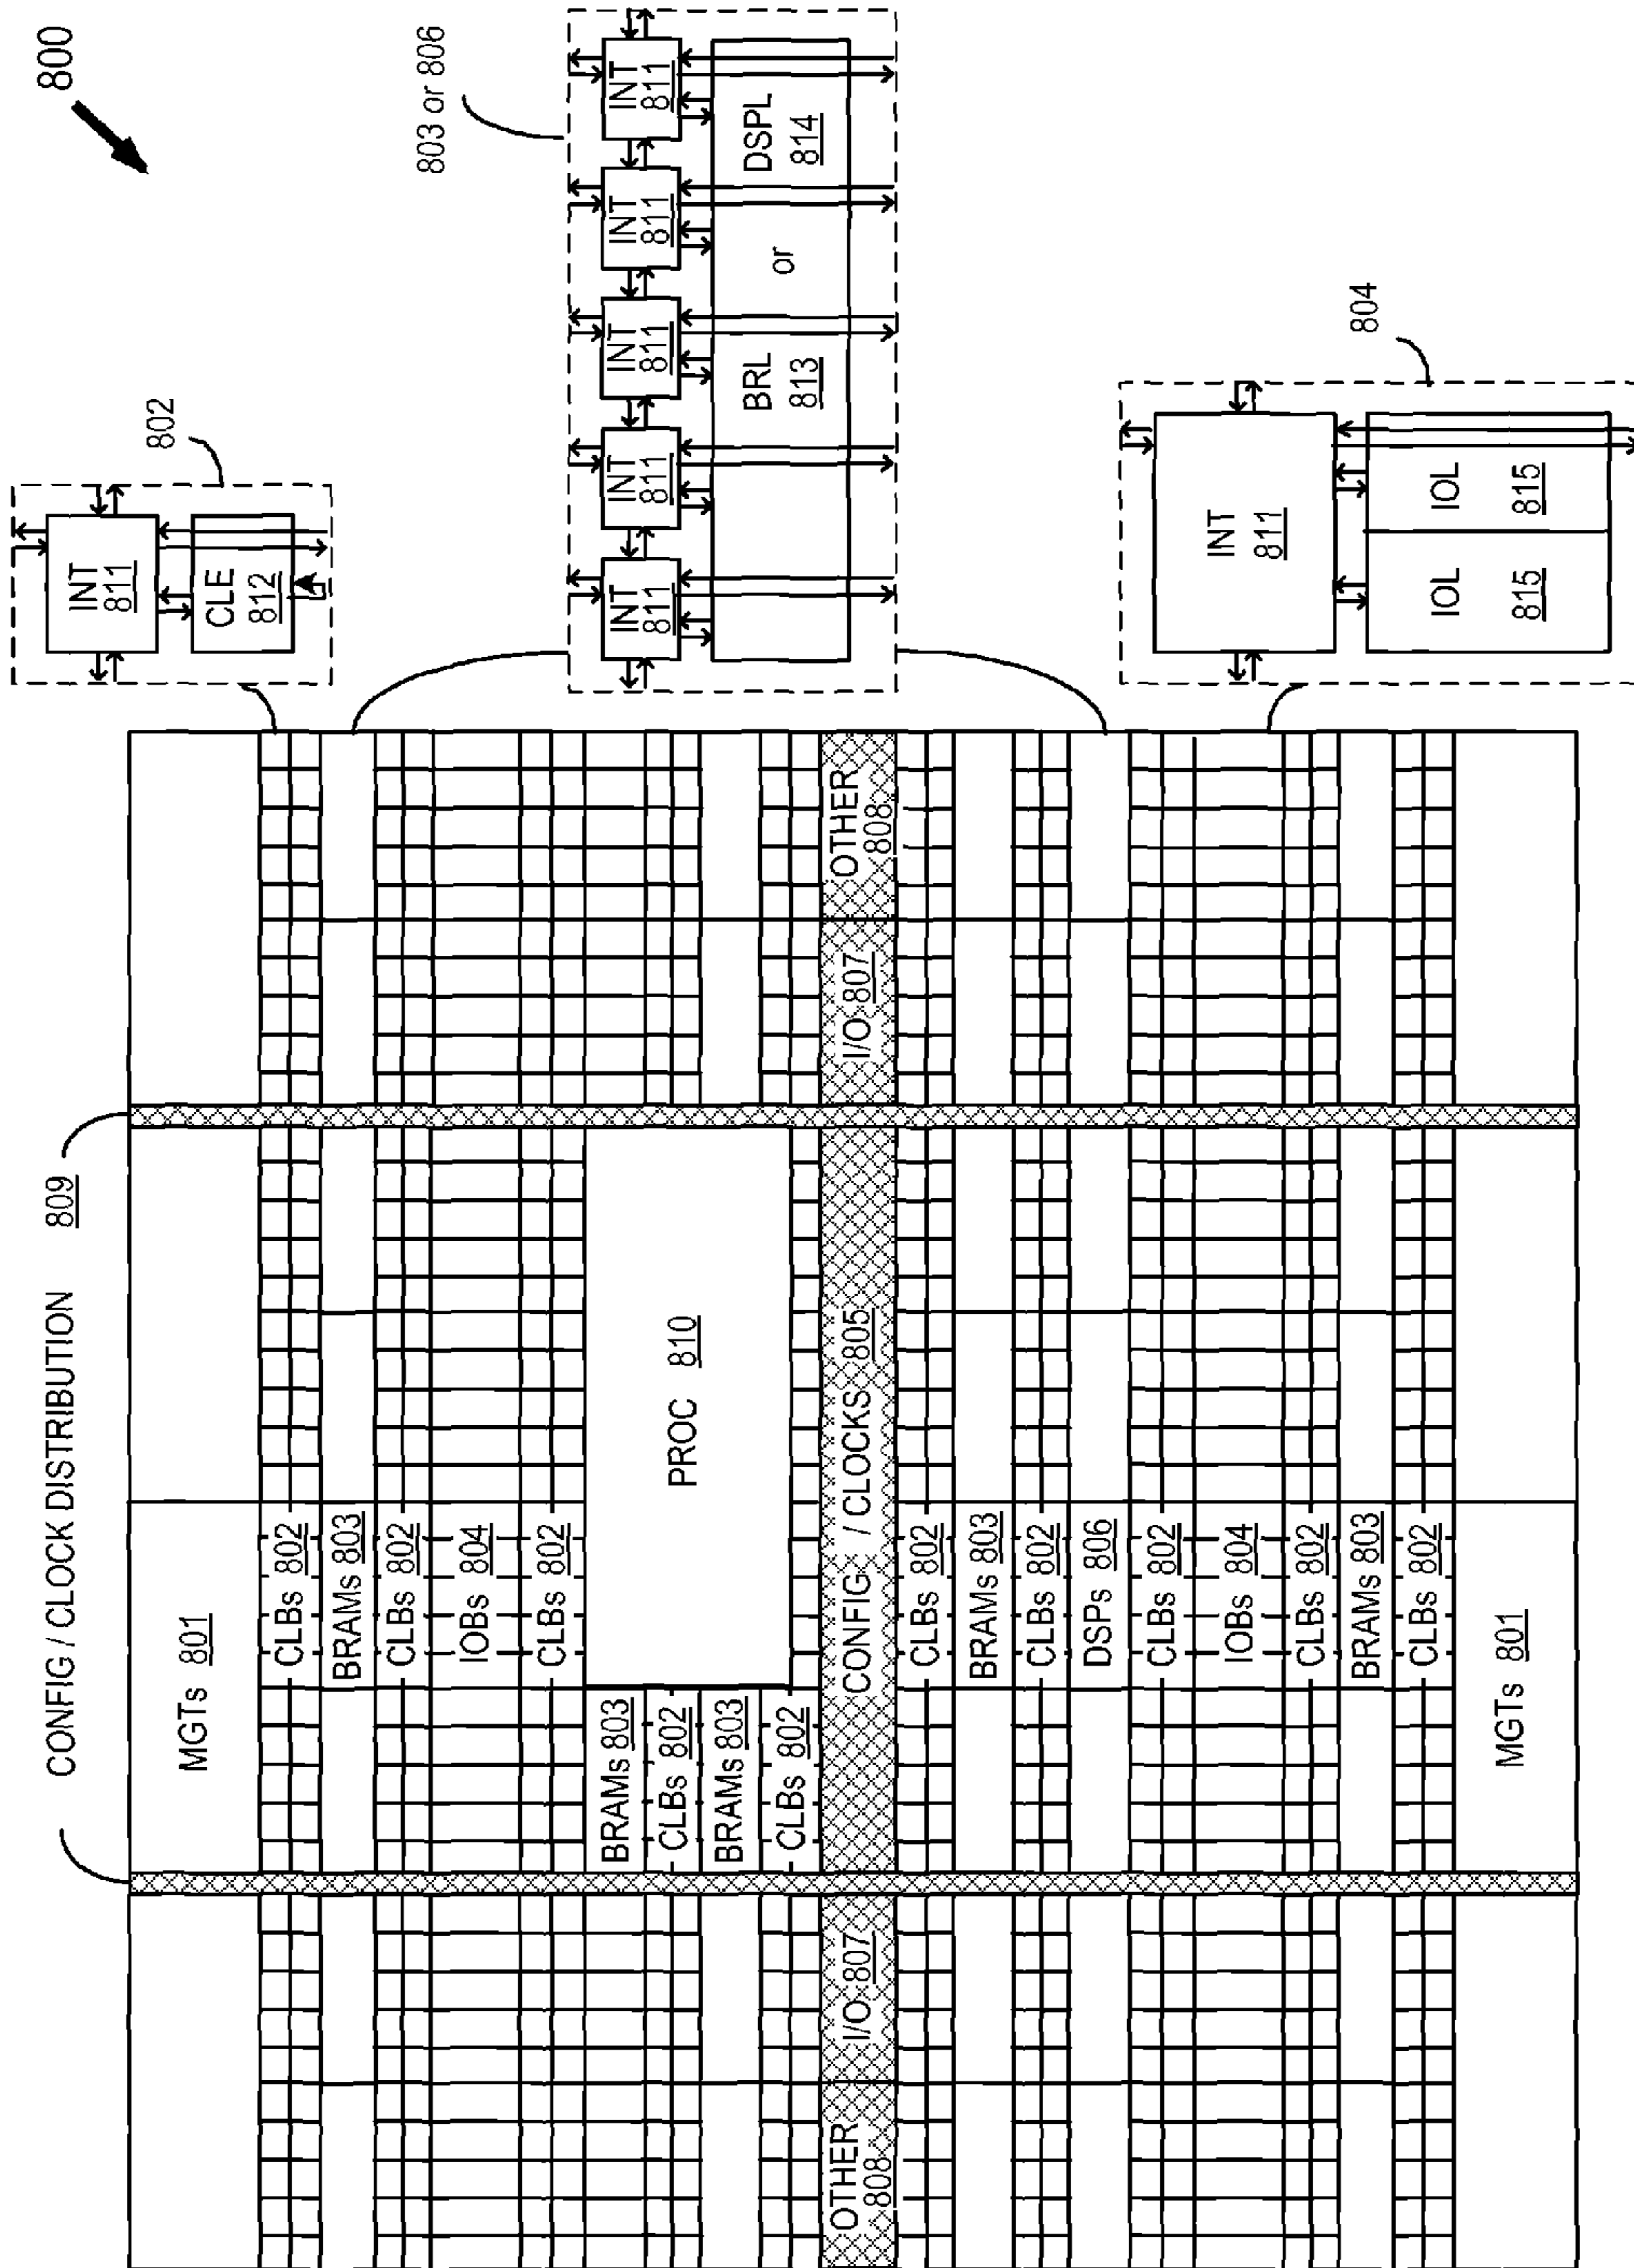 800
CONFIG / CLOCK DISTRIBUTION 809
MGTs 801
CLBs 802
BRAMs 803
CLBs 802
IOBs 804
CLBs 802
BRAMs 803
CLBs 802
BRAMs 803
CLBs 802
PROC 810
OTHER
808
I/O 807
CONFIG / CLOCKS 805
I/O 807
OTHER
808
CLBs 802
BRAMs 803
CLBs 802
DSPs 806
CLBs 802
IOBs 804
CLBs 802
BRAMs 803
CLBs 802
MGTs 801
802
INT
811
CLE
812
803 or 806
INT
811
INT
811
INT
811
INT
811
INT
811
BRL or DSPL
813 814
804
INT
811
IOL IOL
815 815